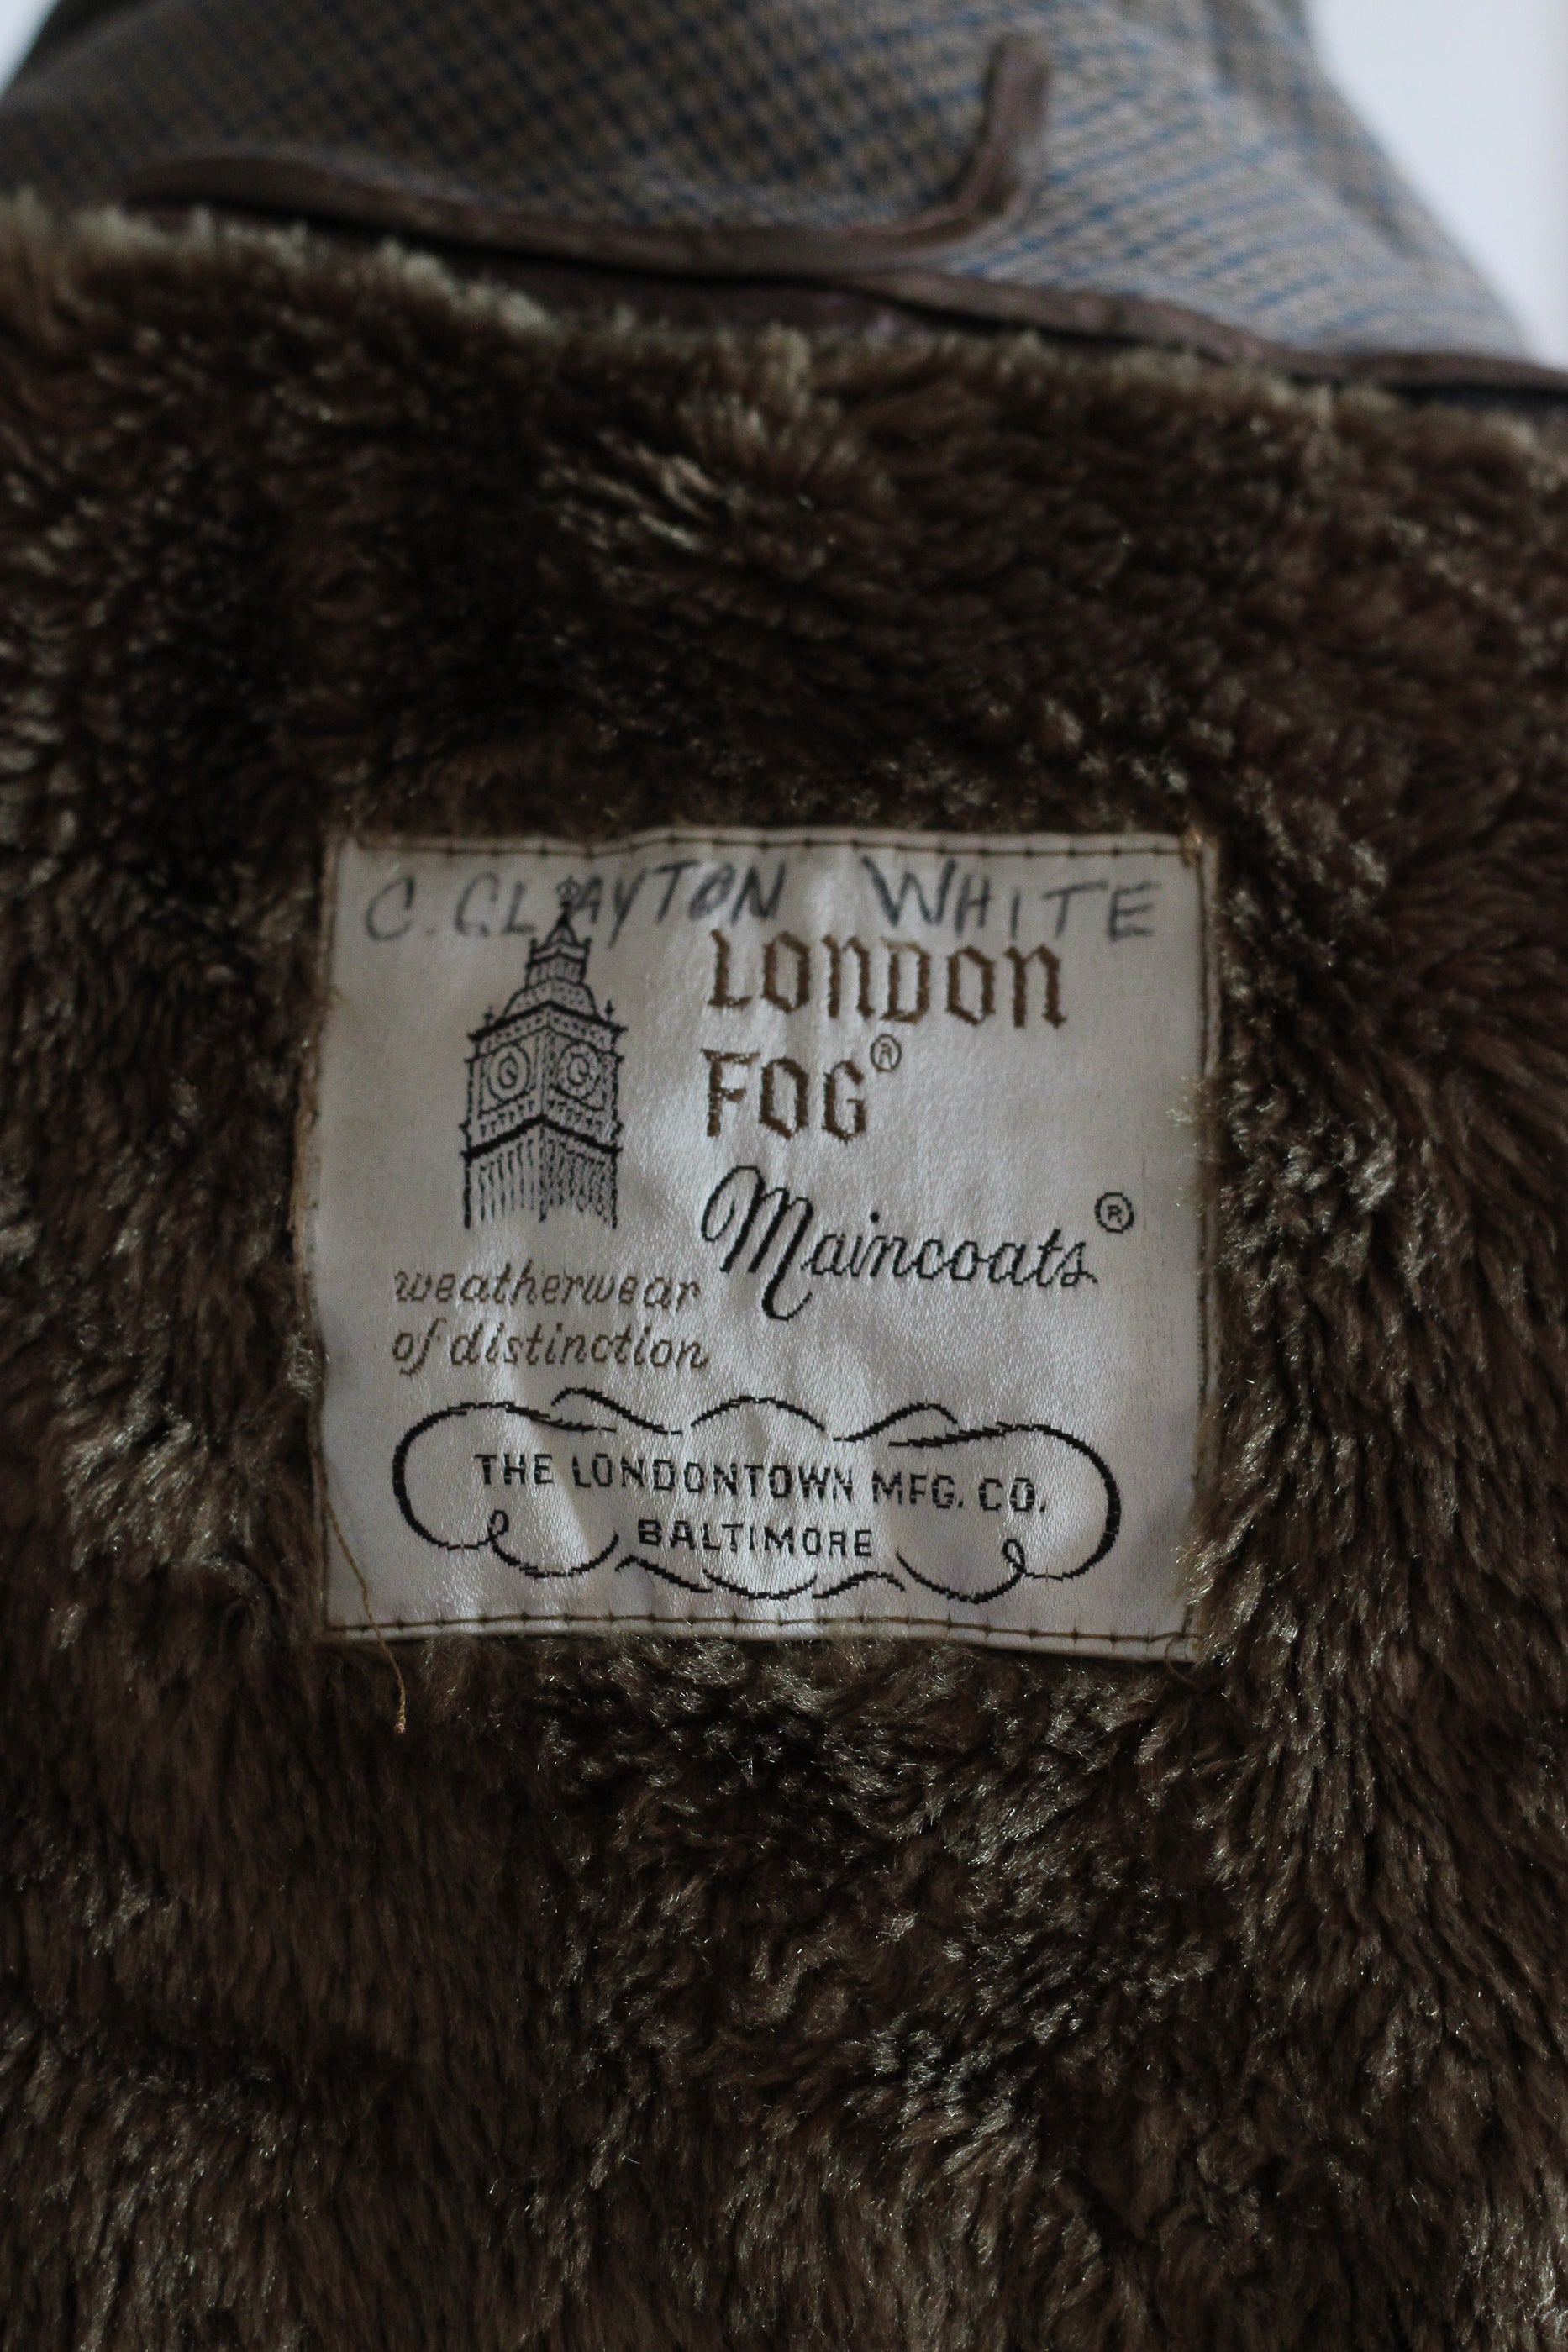 C. CLAYTON WHITE
LONDON
FOG®
Maincoats®
weatherwear
of distinction
THE LONDONTOWN MFG. CO.
BALTIMORE